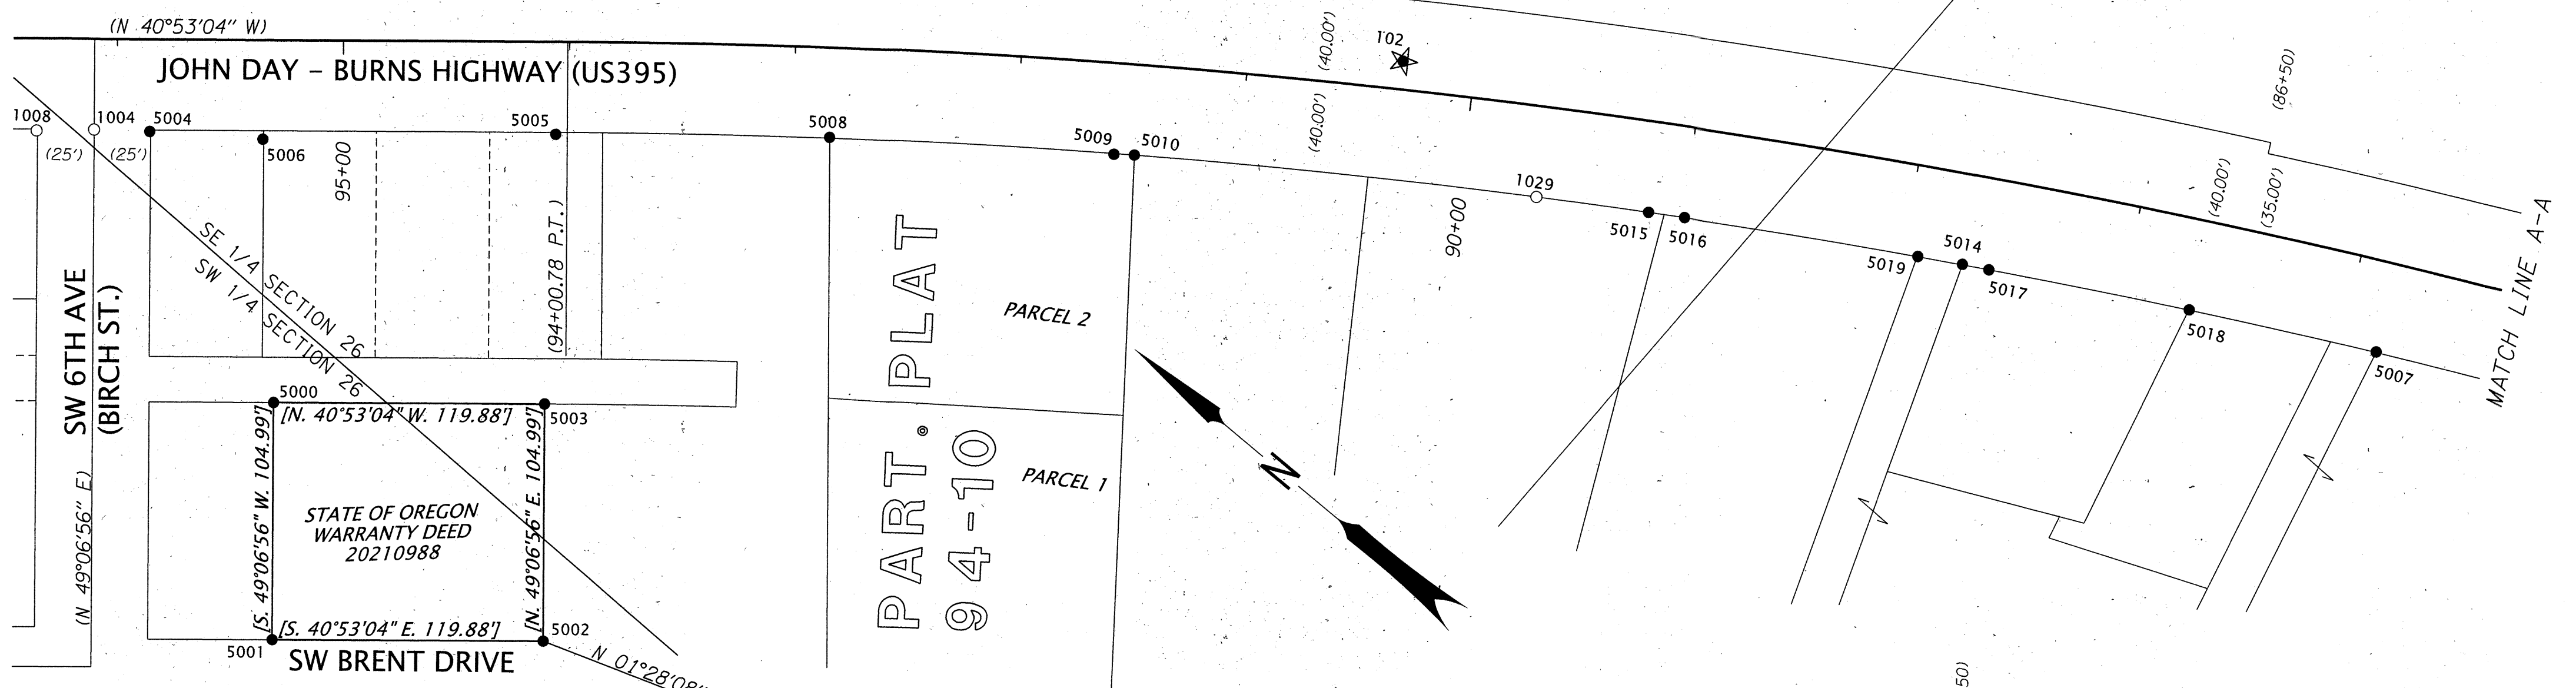 (N 40°53'04" W)
JOHN DAY – BURNS HIGHWAY (US395)
(40.00')
102
(86+50)
1008
1004
5004
5005
5008
5009
5010
(40.00')
(25')
(25')
5006
95+00
1029
(40.00')
(35.00')
5015
5016
90+00
5014
5019
5017
MATCH LINE A-A
(94+00.78 P.T.)
SE 1/4 SECTION 26
SW 1/4 SECTION 26
SW 6TH AVE
(BIRCH ST.)
(N 49°06'56" E)
PARCEL 2
5018
5007
5000
[N. 40°53'04" W. 119.88']
5003
[S. 49°06'56" W. 104.99']
[N. 49°06'56" E. 104.99']
PART. PLAT
94-10
PARCEL 1
N
STATE OF OREGON
WARRANTY DEED
20210988
[S. 40°53'04" E. 119.88']
5002
5001
SW BRENT DRIVE
N 01°28'08"
50)